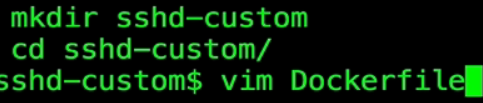 mkdir sshd-custom
cd sshd-custom/
sshd-custom$ vim Dockerfile